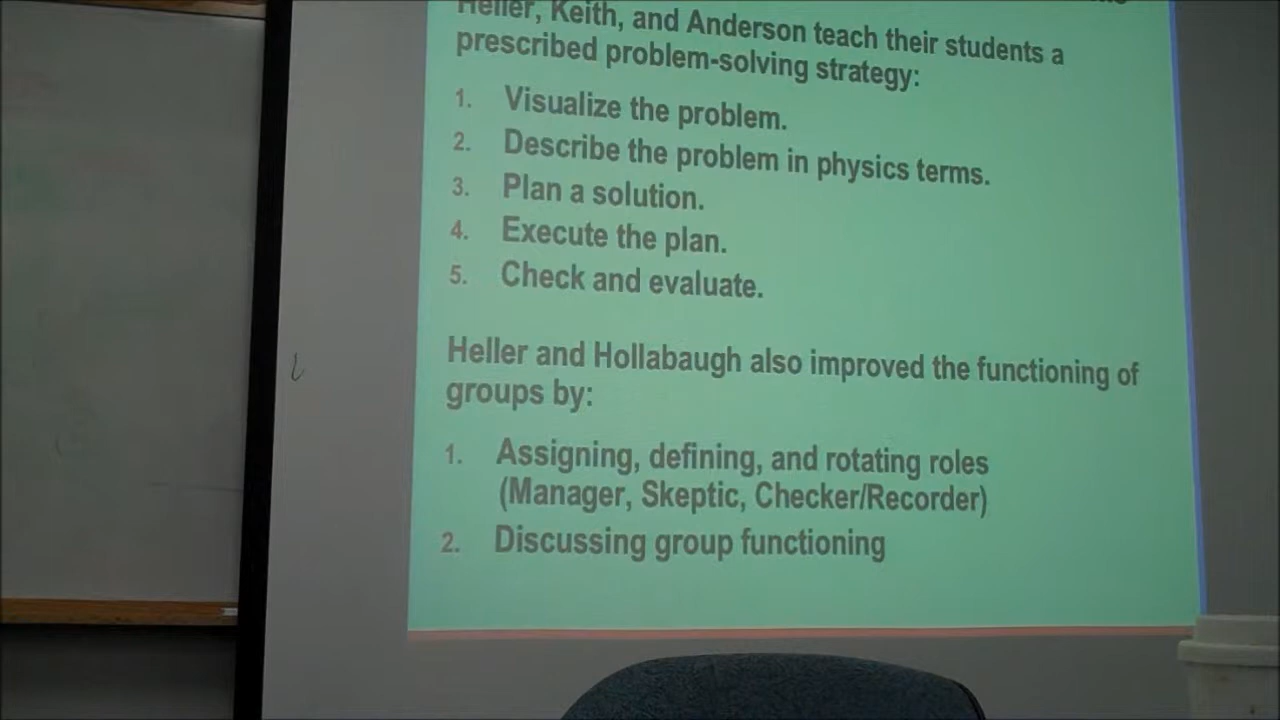 Heller, Keith, and Anderson teach their students a
prescribed problem-solving strategy:
1. Visualize the problem.
2. Describe the problem in physics terms.
3. Plan a solution.
4. Execute the plan.
5. Check and evaluate.
Heller and Hollabaugh also improved the functioning of
groups by:
1. Assigning, defining, and rotating roles
(Manager, Skeptic, Checker/Recorder)
2. Discussing group functioning